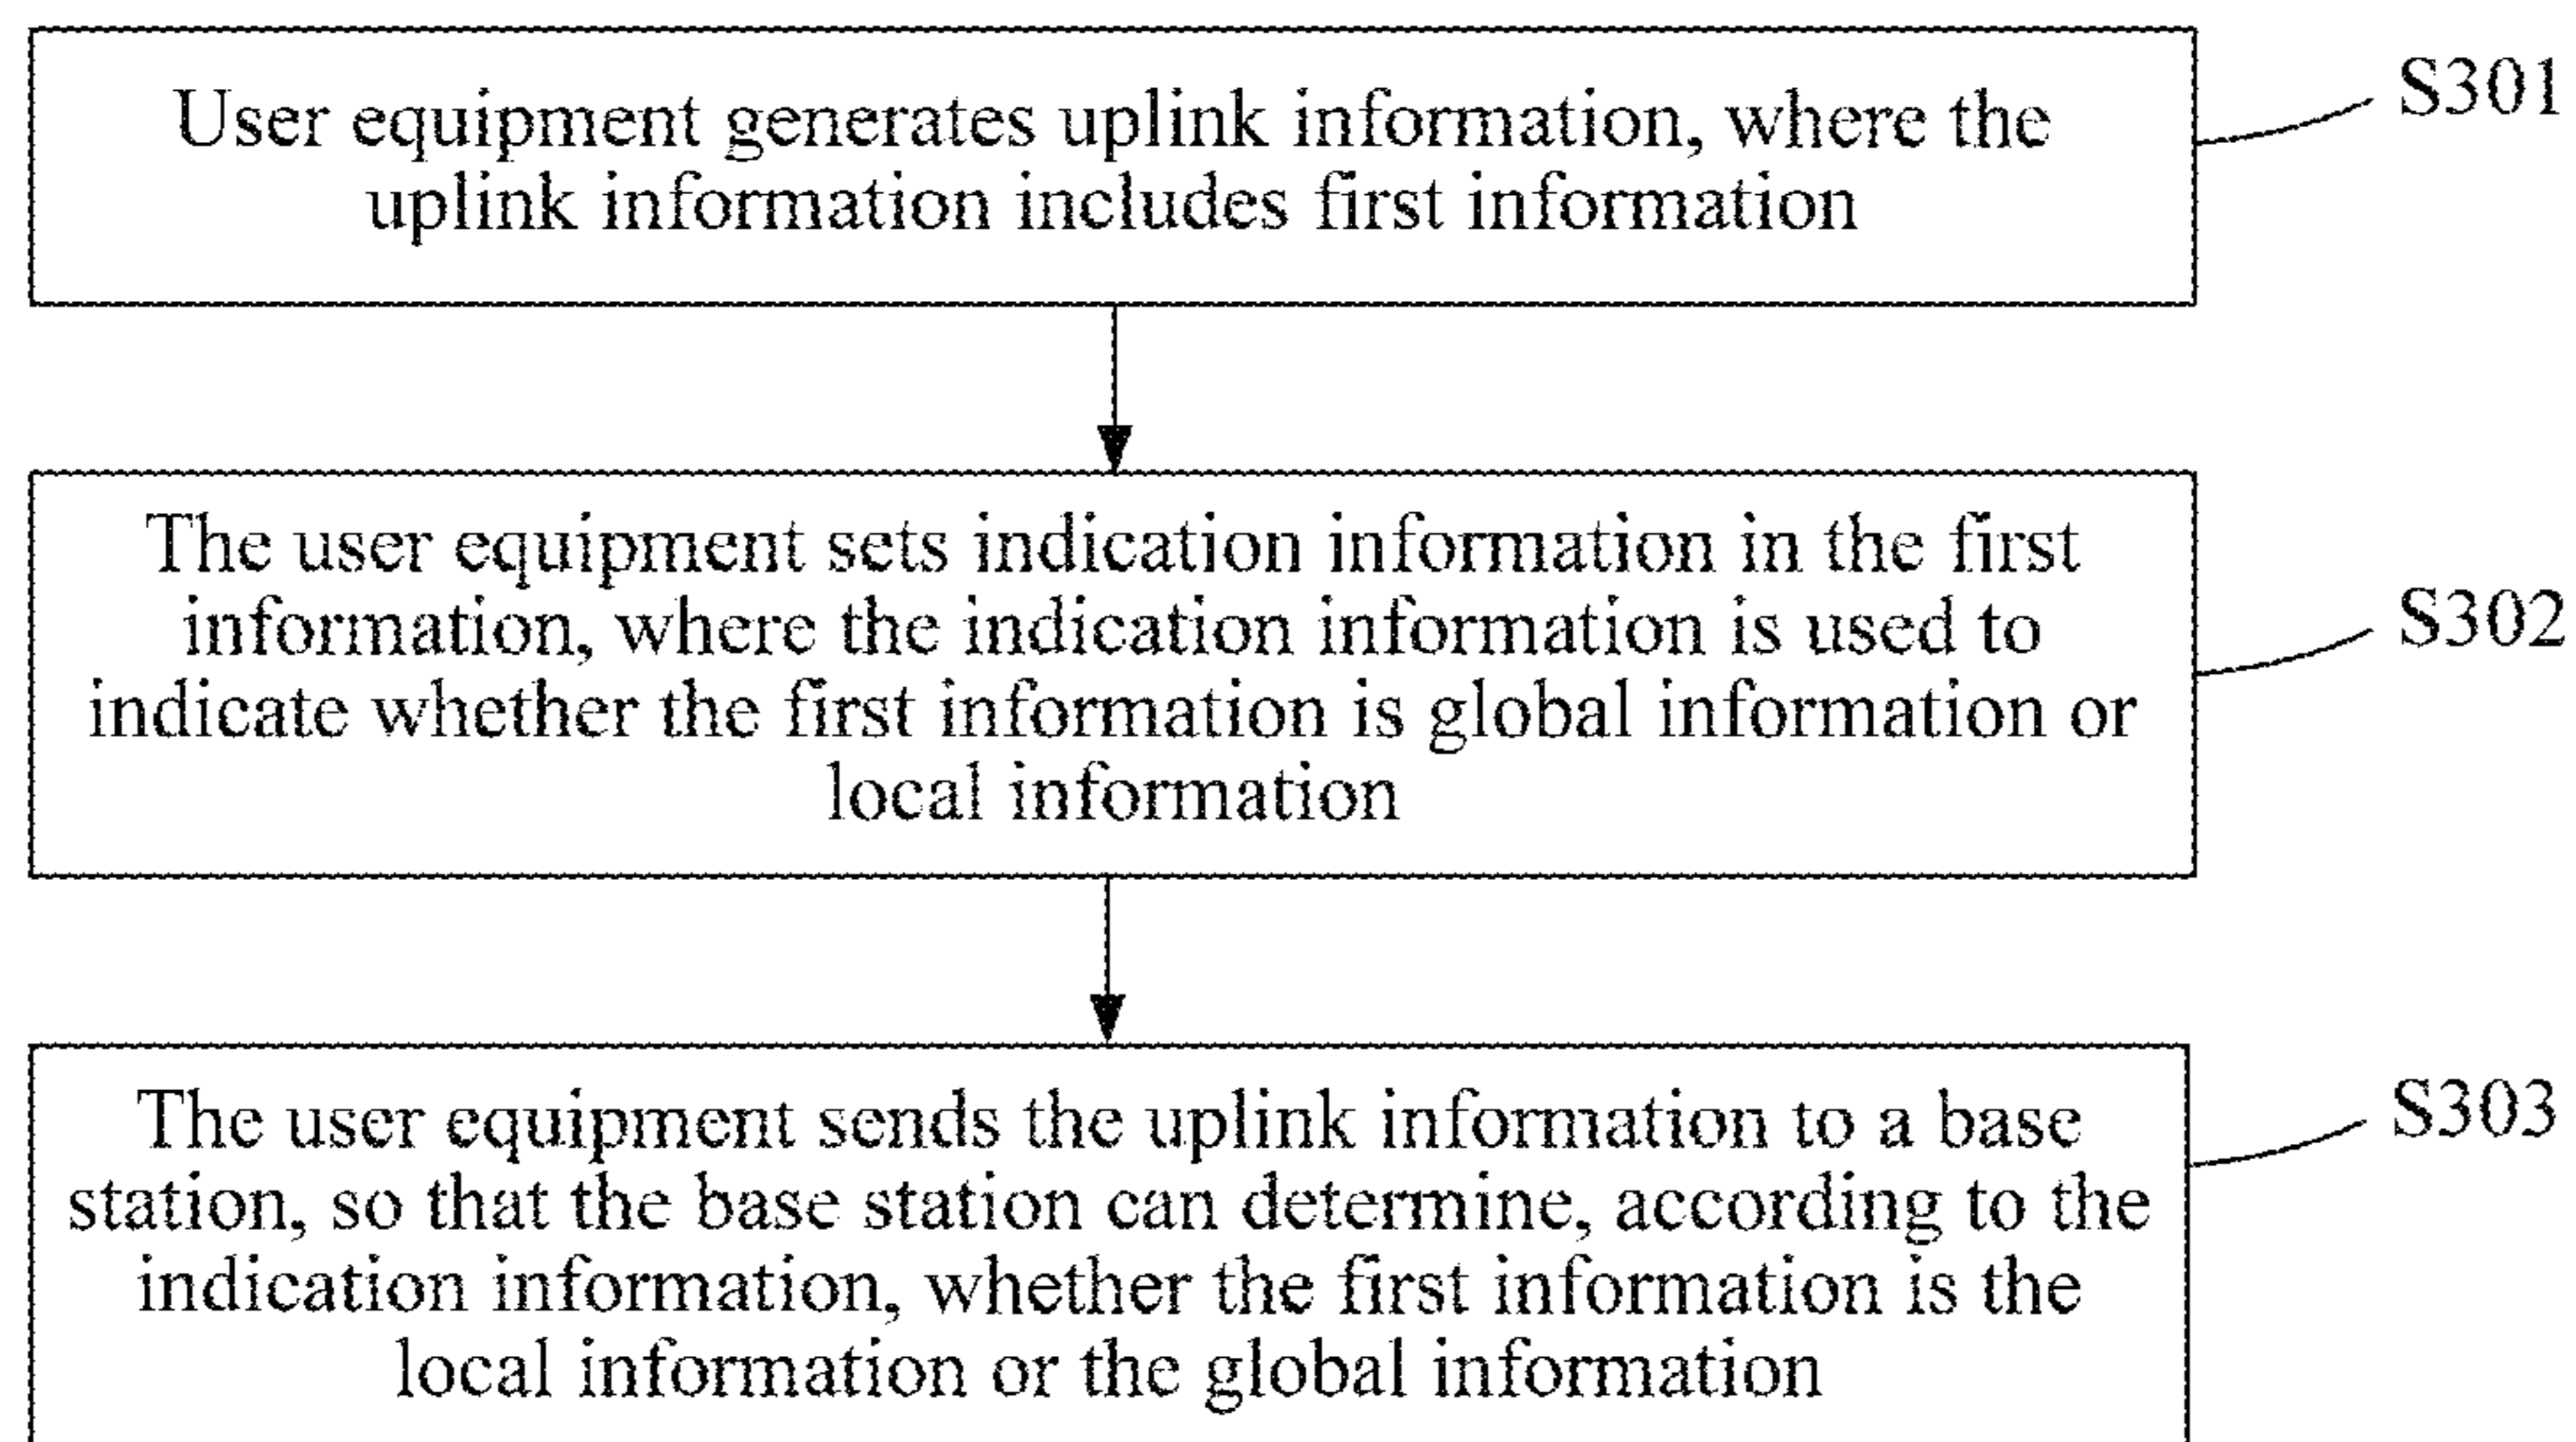 User equipment generates uplink information, where the
uplink information includes first information
S301
The user equipment sets indication information in the first
information, where the indication information is used to
indicate whether the first information is global information or
local information
S302
The user equipment sends the uplink information to a base
station, so that the base station can determine, according to the
indication information, whether the first information is the
local information or the global information
S303